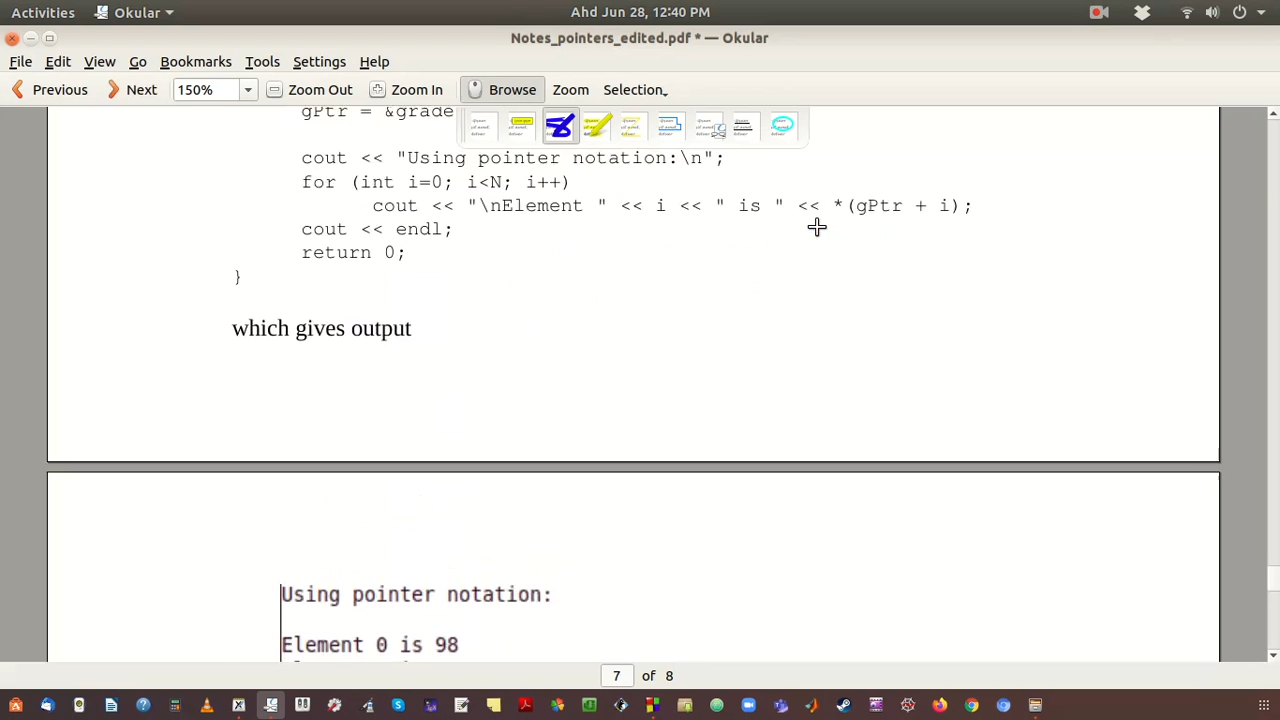 Activities Okular Ahd Jun 28, 12:40 PM
Notes_pointers_edited.pdf * — Okular
File Edit View Go Bookmarks Tools Settings Help
Previous Next 150% Zoom Out Zoom In Browse Zoom Selection
gPtr = &grade
cout << "Using pointer notation:\n";
for (int i=0; i<N; i++)
cout << "\nElement " << i << " is " << *(gPtr + i);
cout << endl;
return 0;
}
which gives output
Using pointer notation:
Element 0 is 98
7 of 8